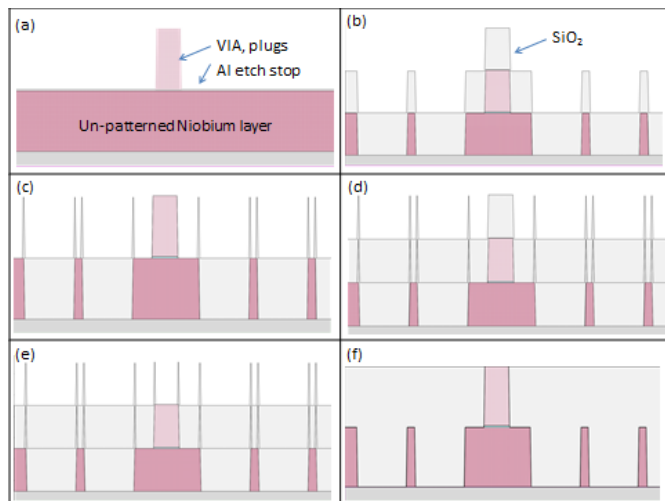 (a)
VIA, plugs
Al etch stop
Un-patterned Niobium layer
(b)
SiO₂
(c)
(d)
(e)
(f)